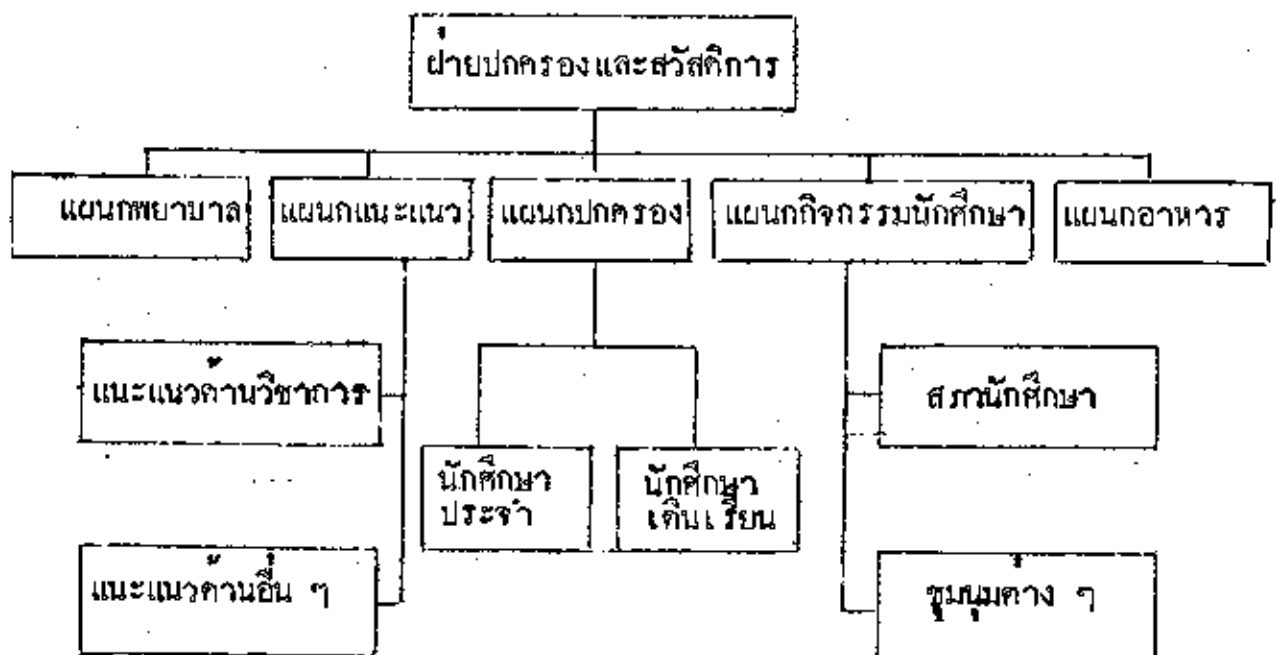 ฝ่ายปกครองและสวัสดิการ
แผนกพยาบาล
แผนกแนะแนว
แผนกปกครอง
แผนกกิจกรรมนักศึกษา
แผนกอาหาร
แนะแนวด้านวิชาการ
สภานักศึกษา
นักศึกษา
ประจำ
นักศึกษา
เดินเรียน
แนะแนวด้านอื่น ๆ
ชุมนุมต่าง ๆ